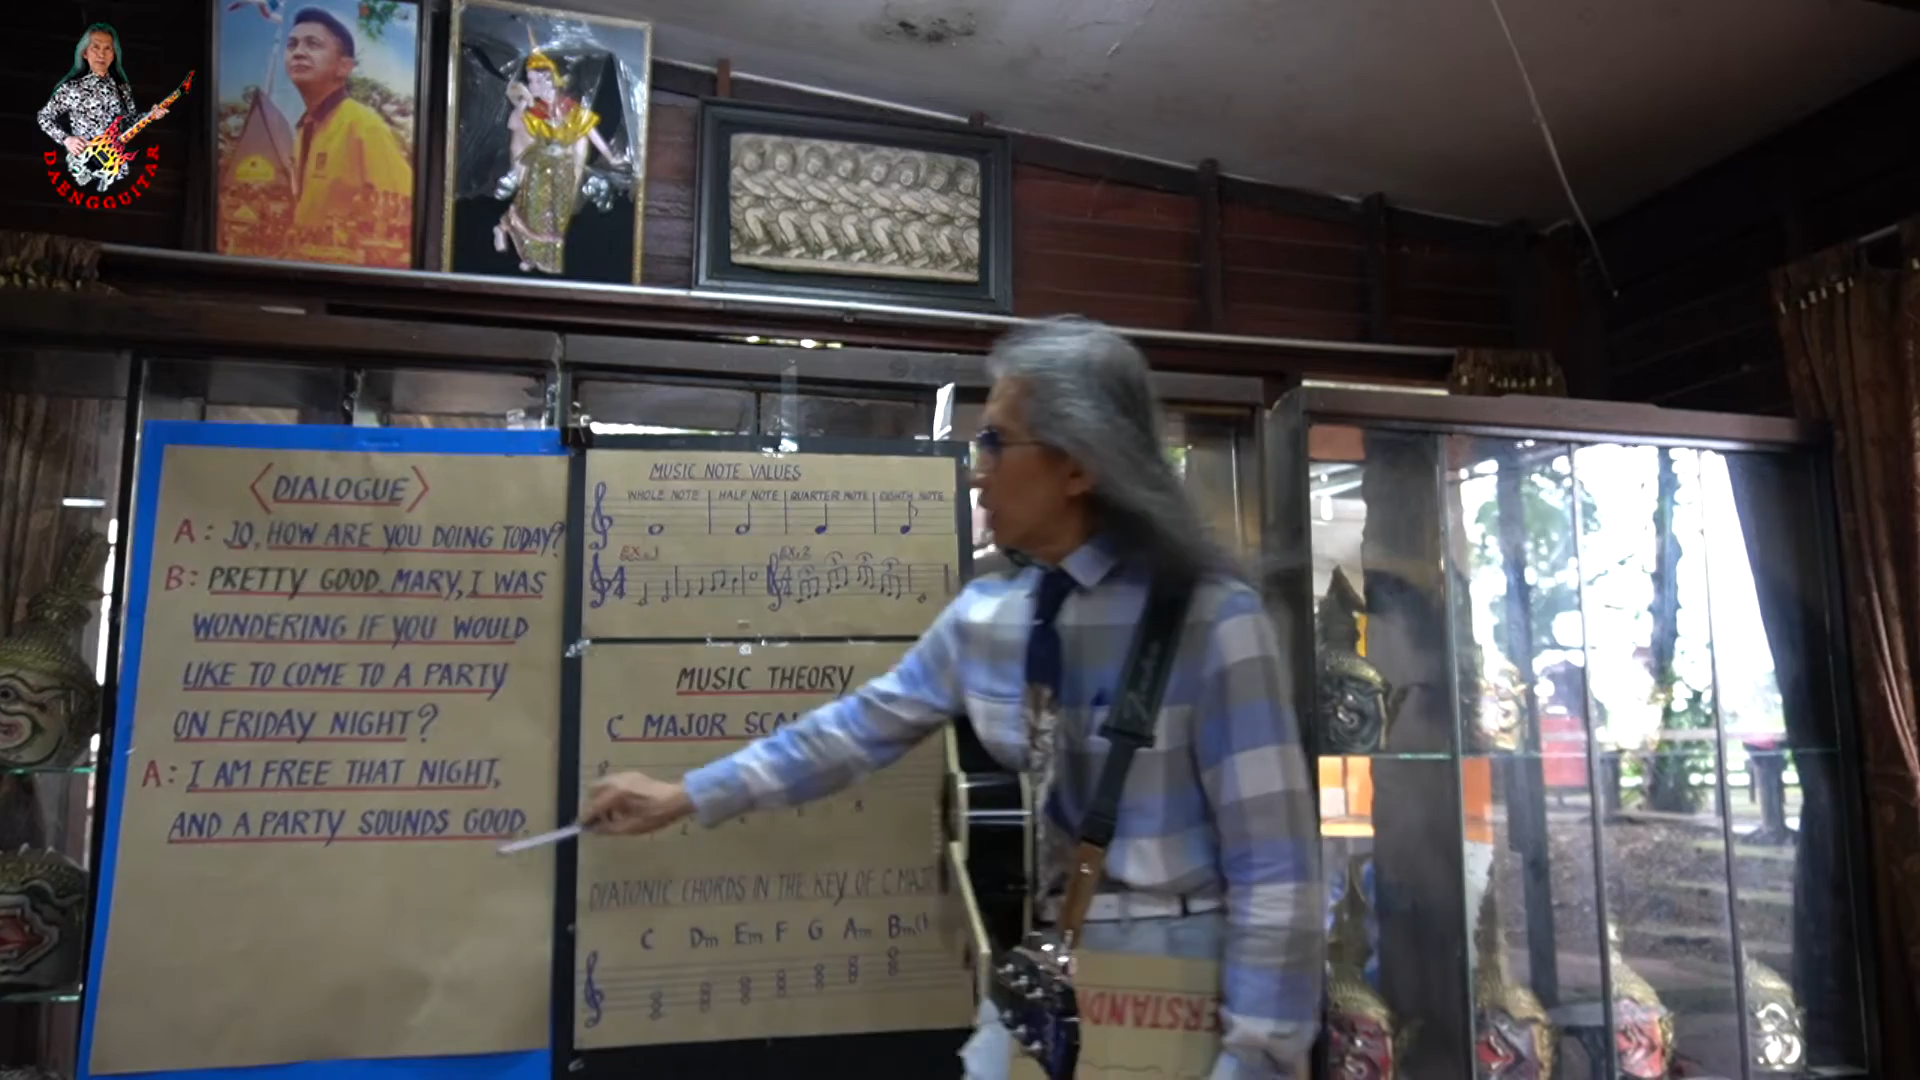 DAENGGUITAR
<DIALOGUE>
A: JO, HOW ARE YOU DOING TODAY?
B: PRETTY GOOD. MARY, I WAS
WONDERING IF YOU WOULD
LIKE TO COME TO A PARTY
ON FRIDAY NIGHT?
A: I AM FREE THAT NIGHT,
AND A PARTY SOUNDS GOOD.
MUSIC NOTE VALUES
WHOLE NOTE HALF NOTE QUARTER NOTE EIGHTH NOTE
EX.1 EX.2
MUSIC THEORY
C MAJOR SCA
DIATONIC CHORDS IN THE KEY OF C MAJ
C Dm Em F G Am Bm(b
ERSTAND